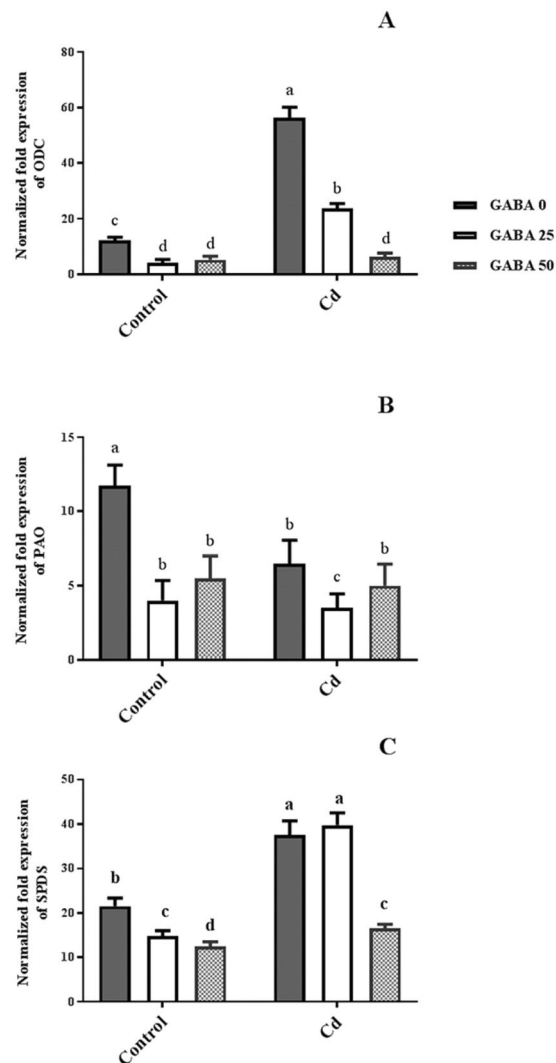 A
Normalized fold expression
of ODC
80
60
40
20
0
c
d
d
a
b
d
Control
Cd
GABA 0
GABA 25
GABA 50
B
Normalized fold expression
of PAO
15
10
5
0
a
b
b
b
c
b
Control
Cd
C
Normalized fold expression
of SPDS
50
40
30
20
10
0
b
c
d
a
a
c
Control
Cd